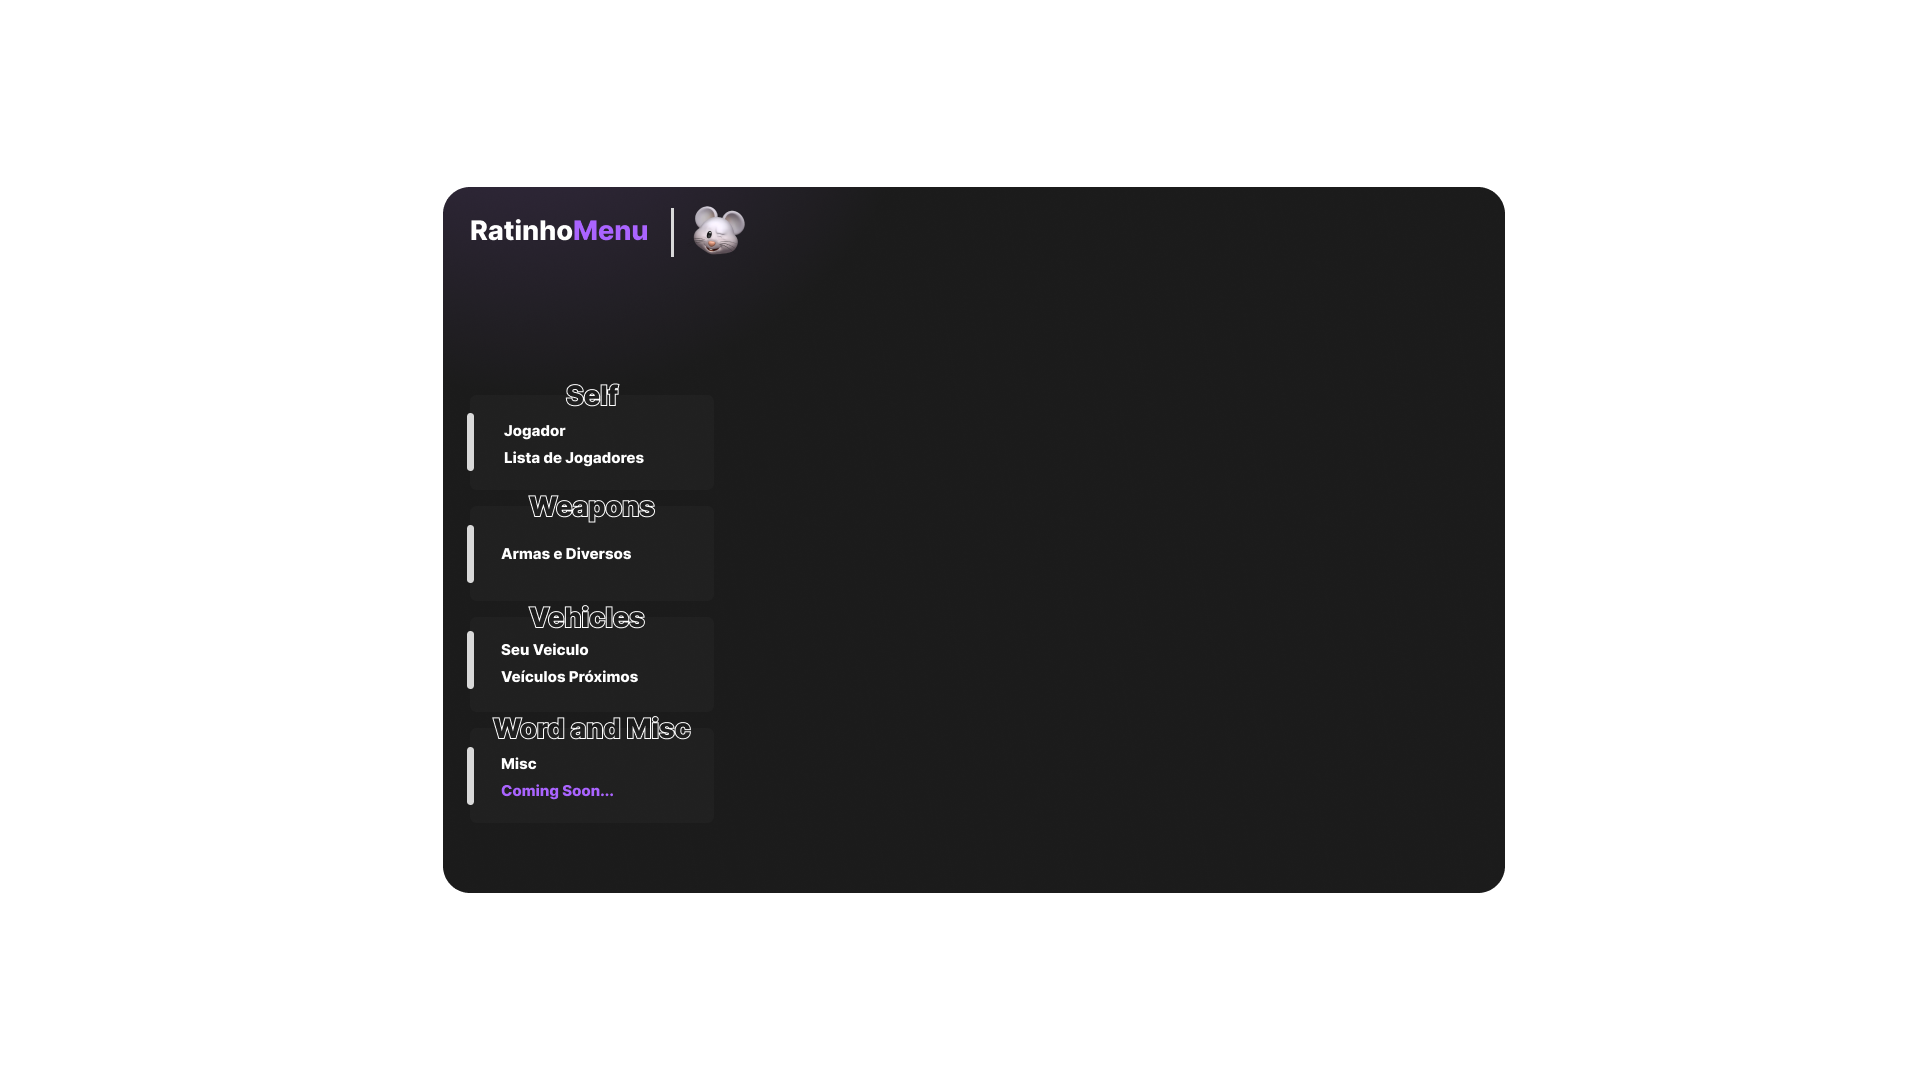 RatinhoMenu
Self
Jogador
Lista de Jogadores
Weapons
Armas e Diversos
Vehicles
Seu Veiculo
Veículos Próximos
Word and Misc
Misc
Coming Soon...